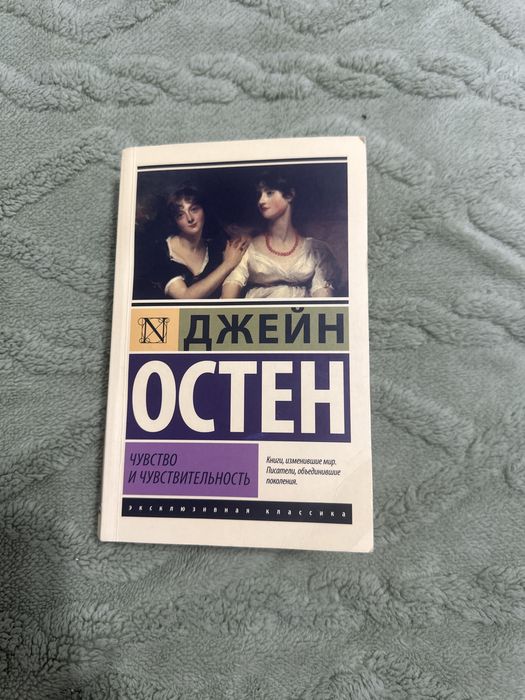 N
ДЖЕЙН
ОСТЕН
ЧУВСТВО
И ЧУВСТВИТЕЛЬНОСТЬ
Книги, изменившие мир.
Писатели, объединившие
поколения.
эксклюзивная классика